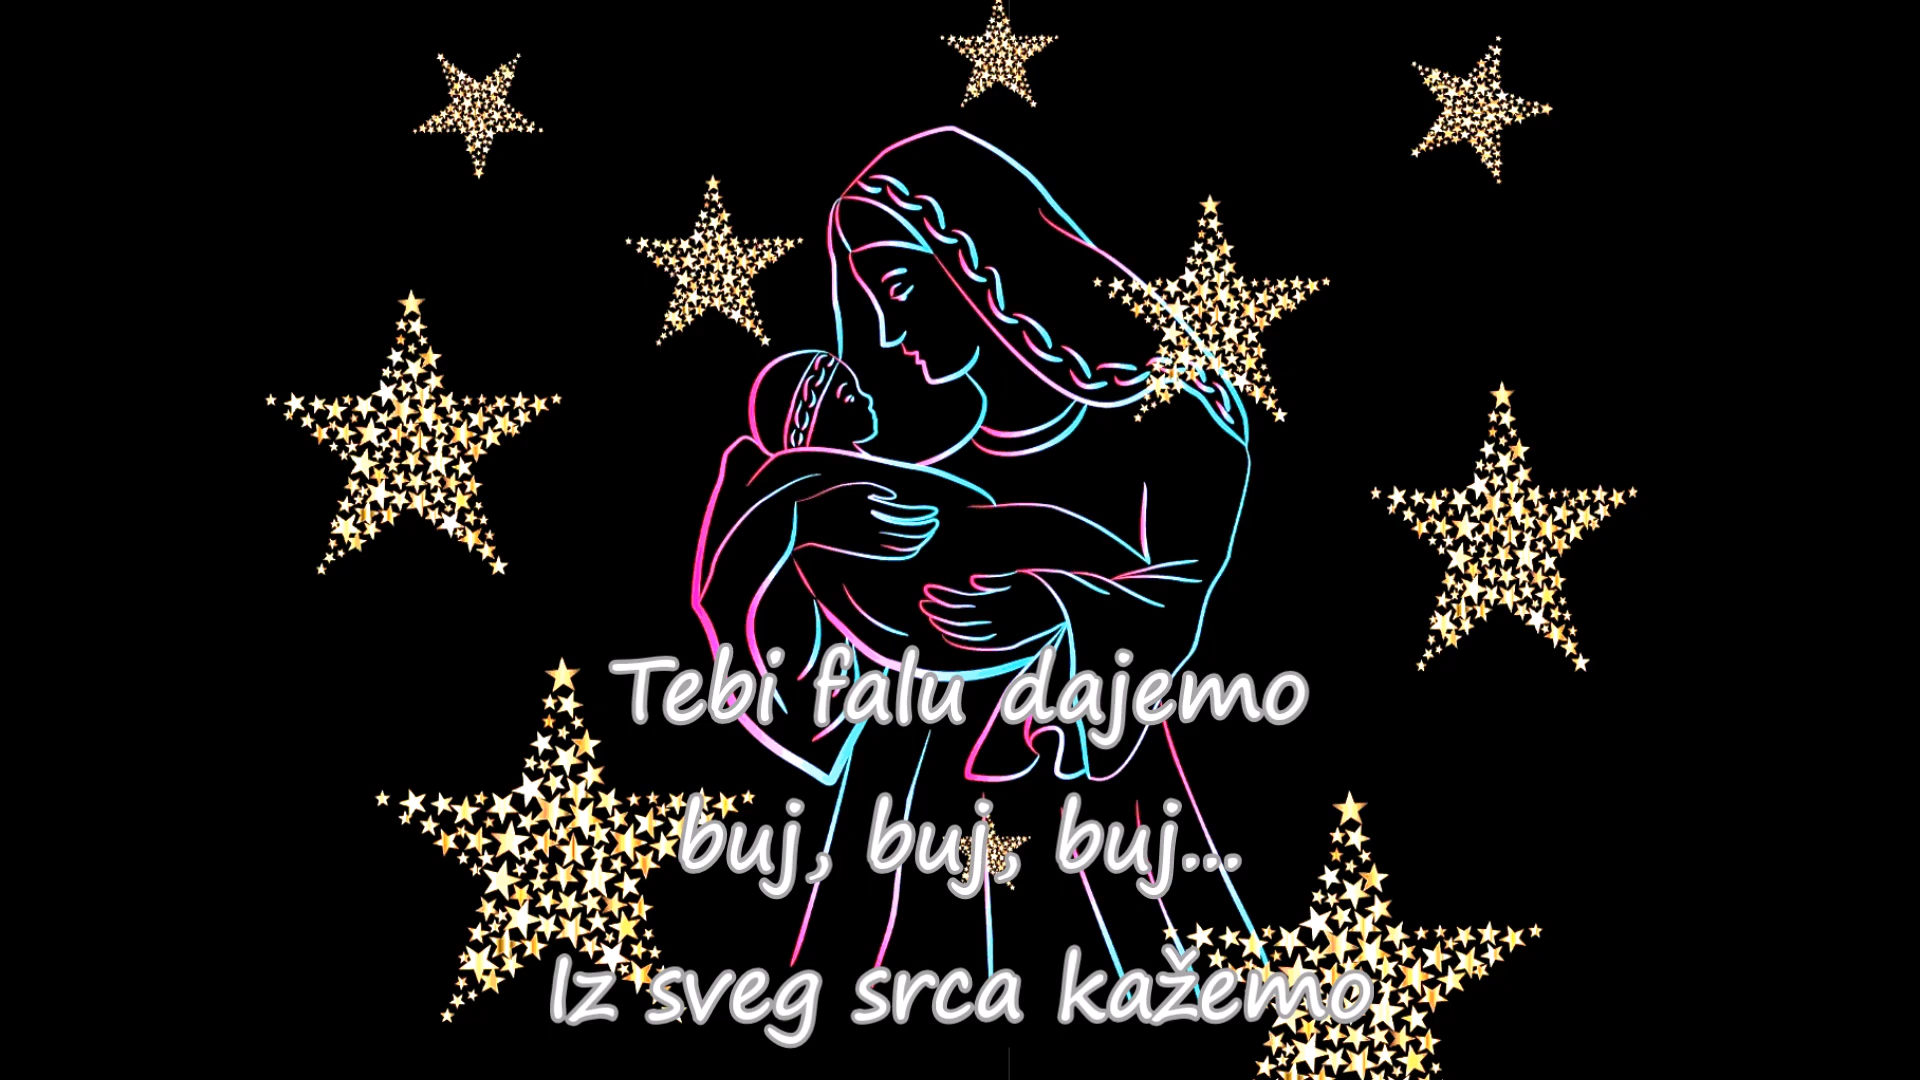 Tebi falu dajemo
buj, buj, buj...
Iz sveg srca kažemo